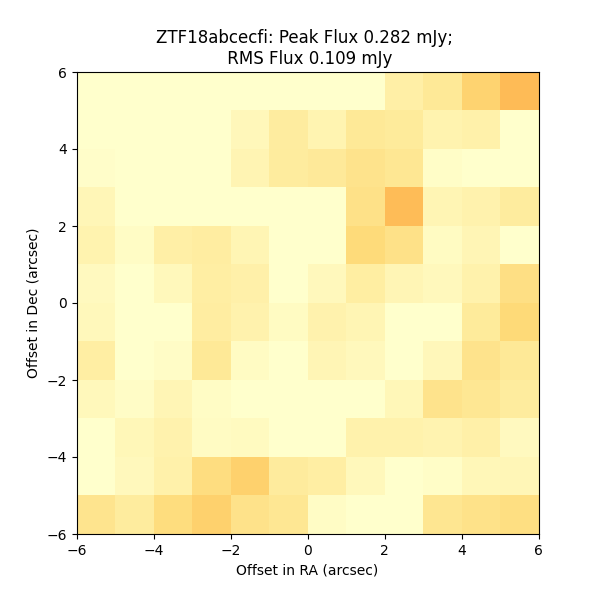 ZTF18abcecfi: Peak Flux 0.282 mJy;
RMS Flux 0.109 mJy
6
4
2
0
−2
−4
−6
Offset in Dec (arcsec)
−6 −4 −2 0 2 4 6
Offset in RA (arcsec)